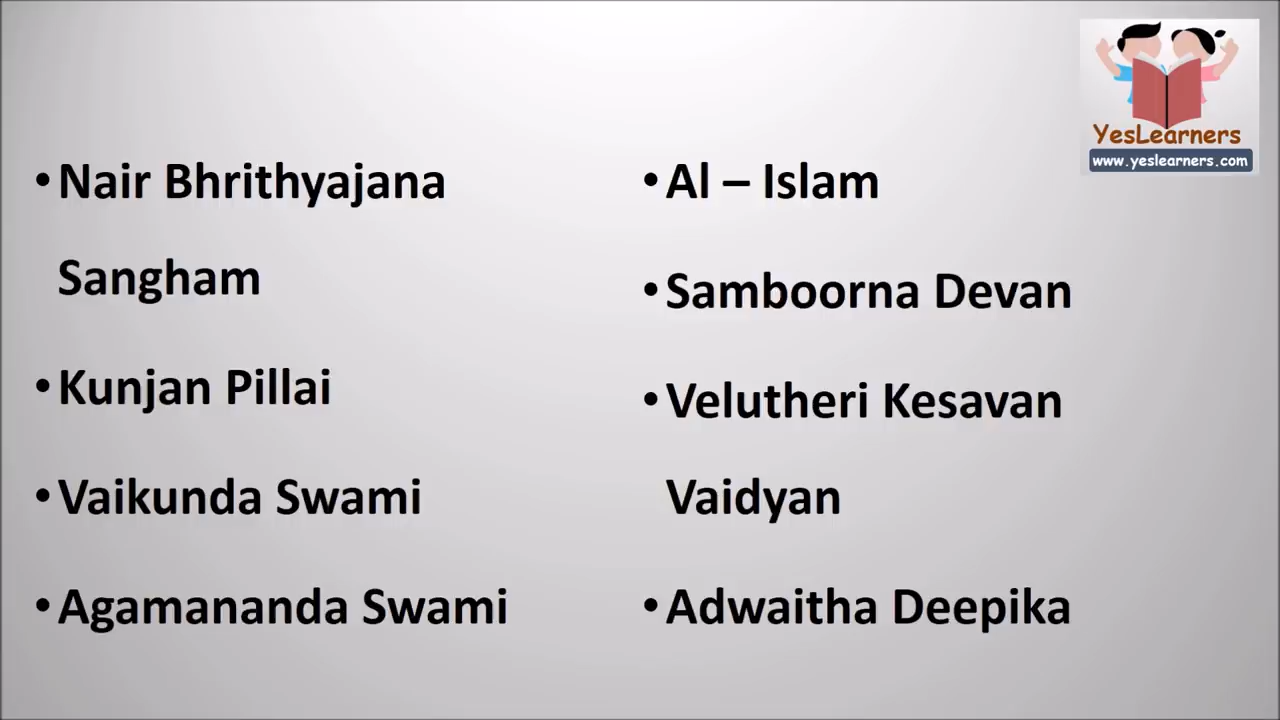 YesLearners
www.yeslearners.com
• Nair Bhrithyajana
Sangham
• Kunjan Pillai
• Vaikunda Swami
• Agamananda Swami
• Al – Islam
• Samboorna Devan
• Velutheri Kesavan
Vaidyan
• Adwaitha Deepika